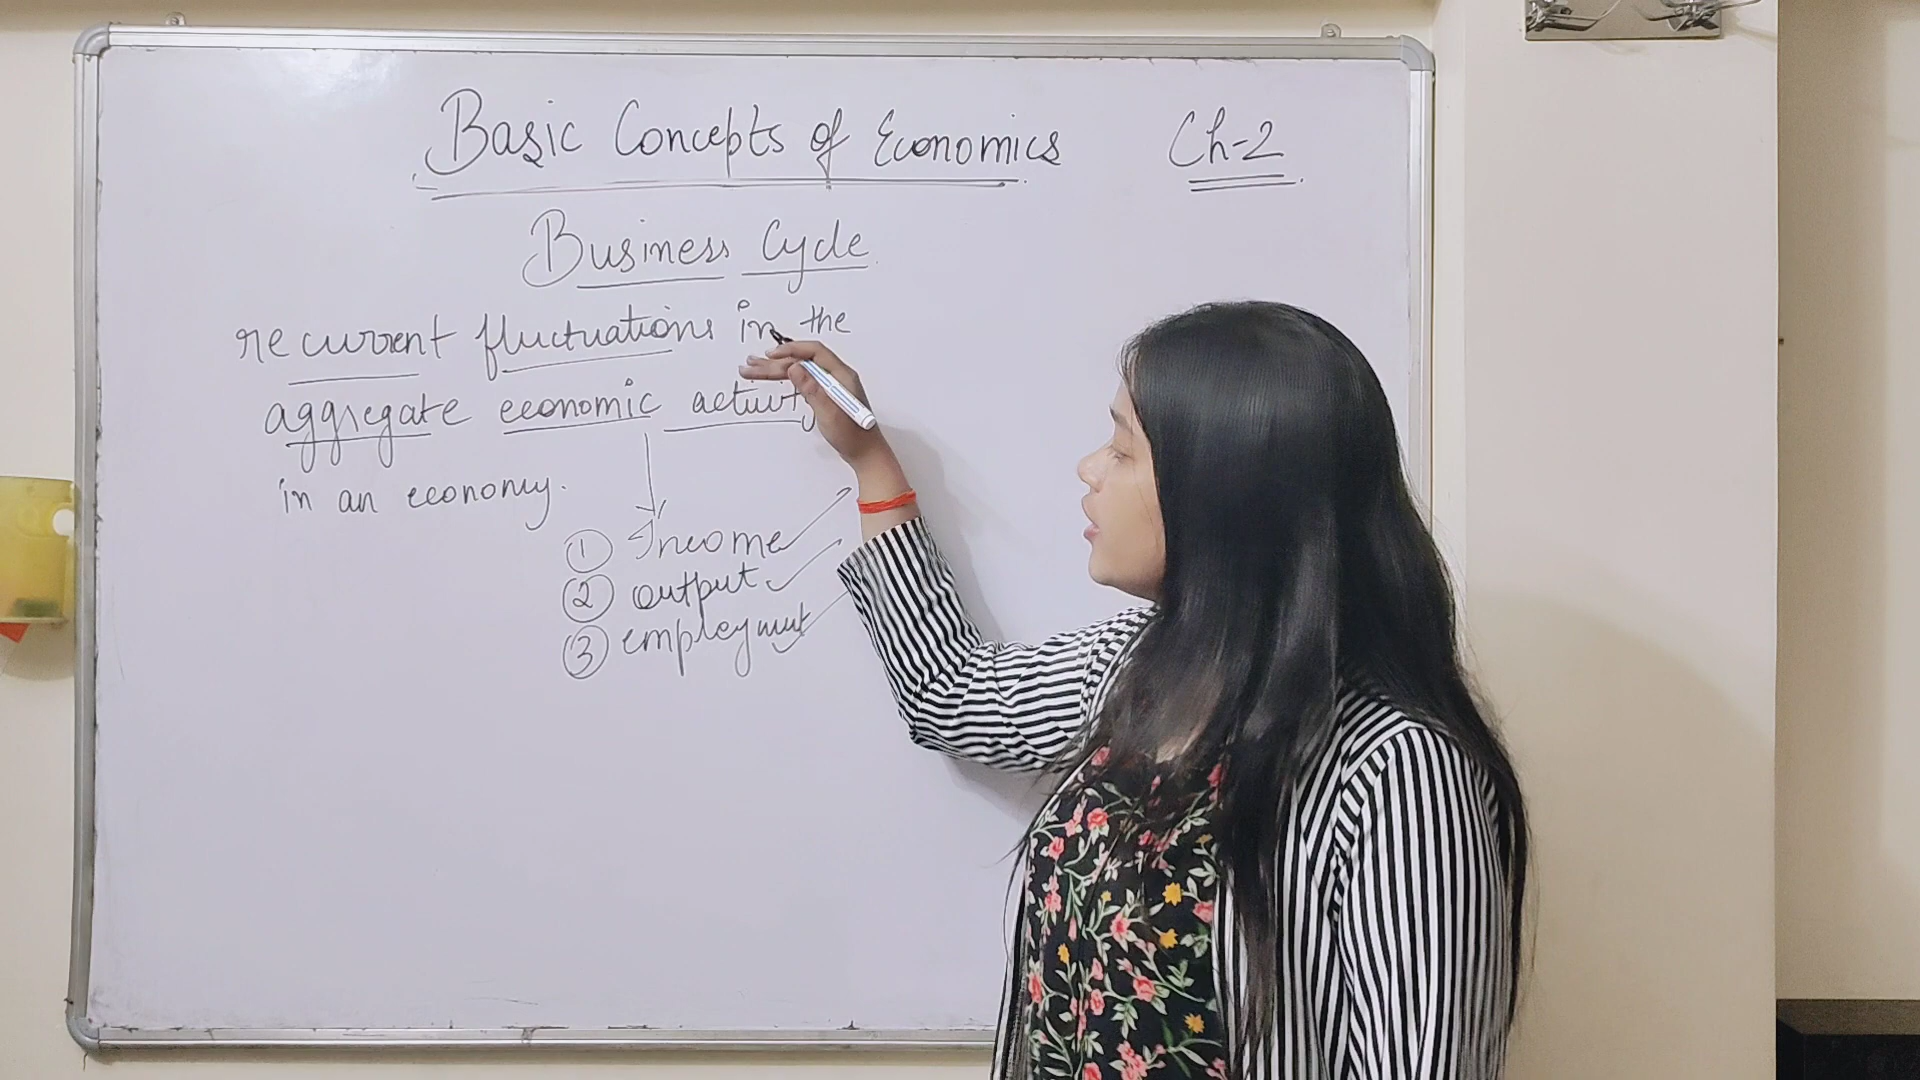 Basic Concepts of Economics Ch-2
Business Cycle
recurrent fluctuations in the
aggregate economic activity
in an economy.
① Income
② output
③ employment